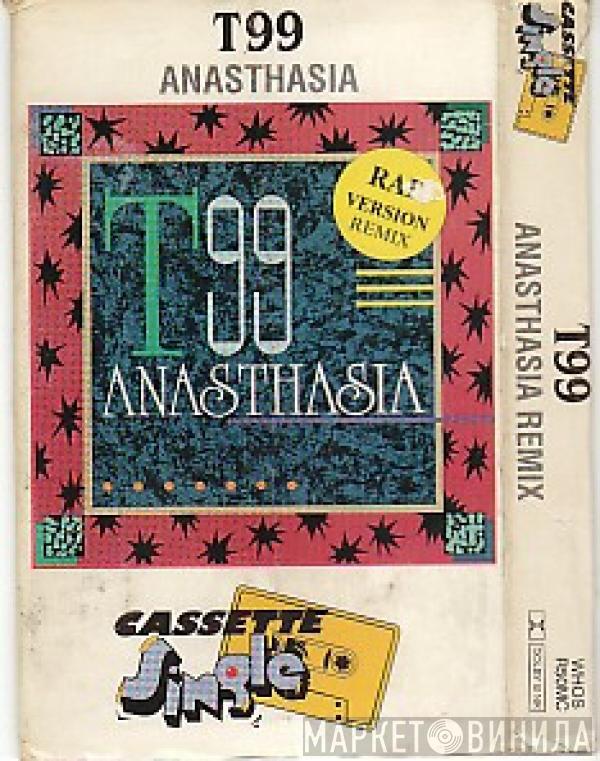 T99
ANASTHASIA
T99
ANASTHASIA
RAP
VERSION
REMIX
CASSETTE
Single
CASSETTE
Single
T99
ANASTHASIA REMIX
WHOS
МАРКЕТ ВИНИЛА